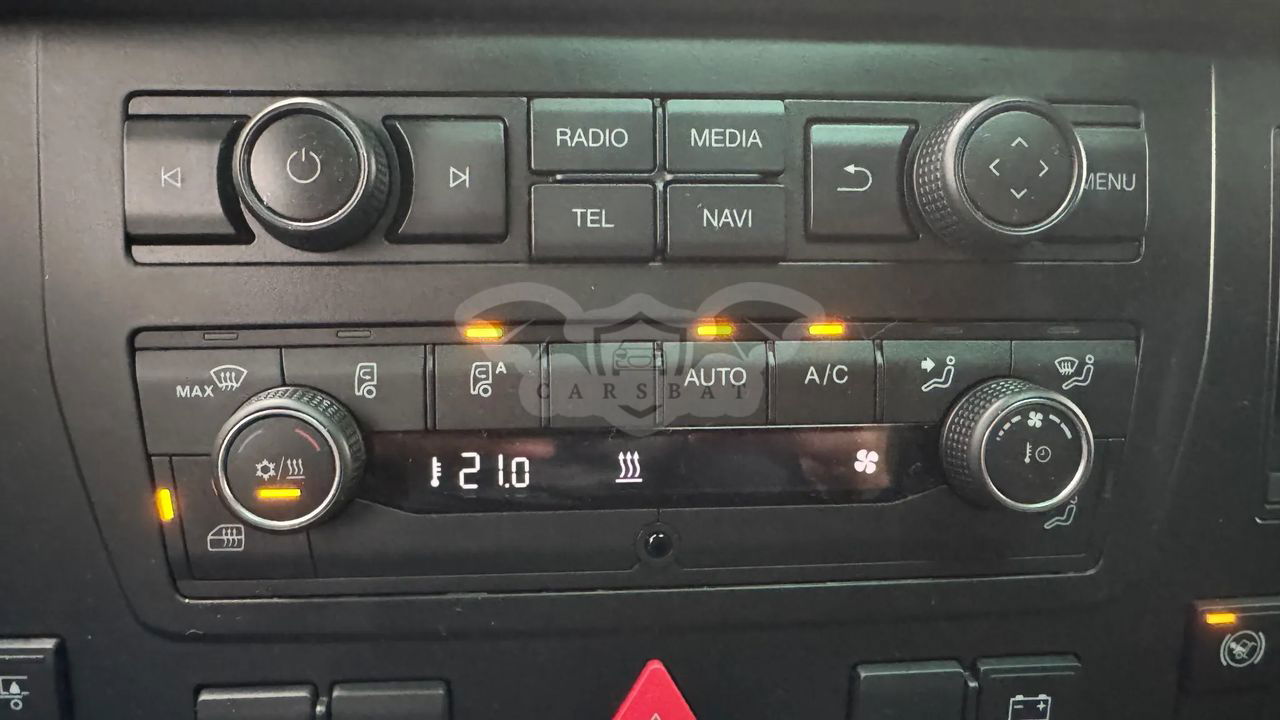 RADIO MEDIA
TEL NAVI
MENU
MAX
A
AUTO
A/C
CARSBAT
21.0